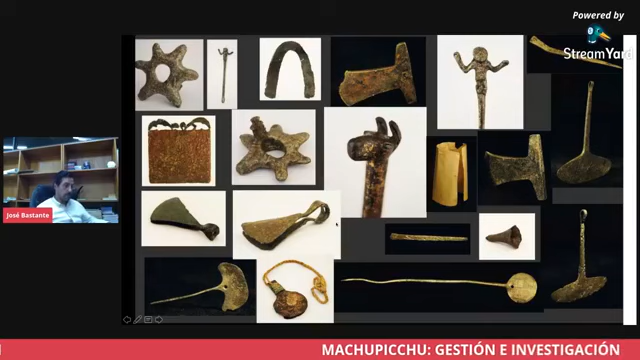 Powered by
StreamYard
José Bastante
MACHUPICCHU: GESTIÓN E INVESTIGACIÓN